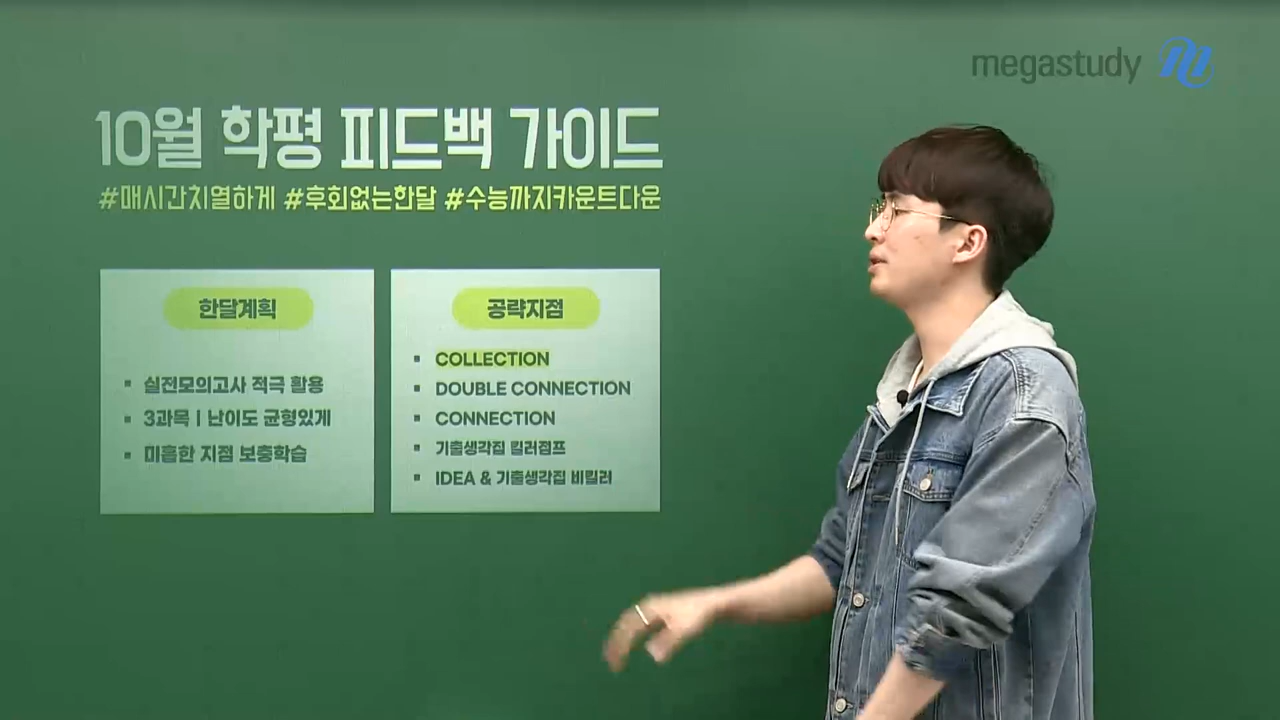 megastudy
10월 학평 피드백 가이드
#매시간치열하게 #후회없는한달 #수능까지카운트다운
한달계획
실전모의고사 적극 활용
3과목 | 난이도 균형있게
미흡한 지점 보충학습
공략지점
COLLECTION
DOUBLE CONNECTION
CONNECTION
기출생각집 킬러점프
IDEA & 기출생각집 비킬러